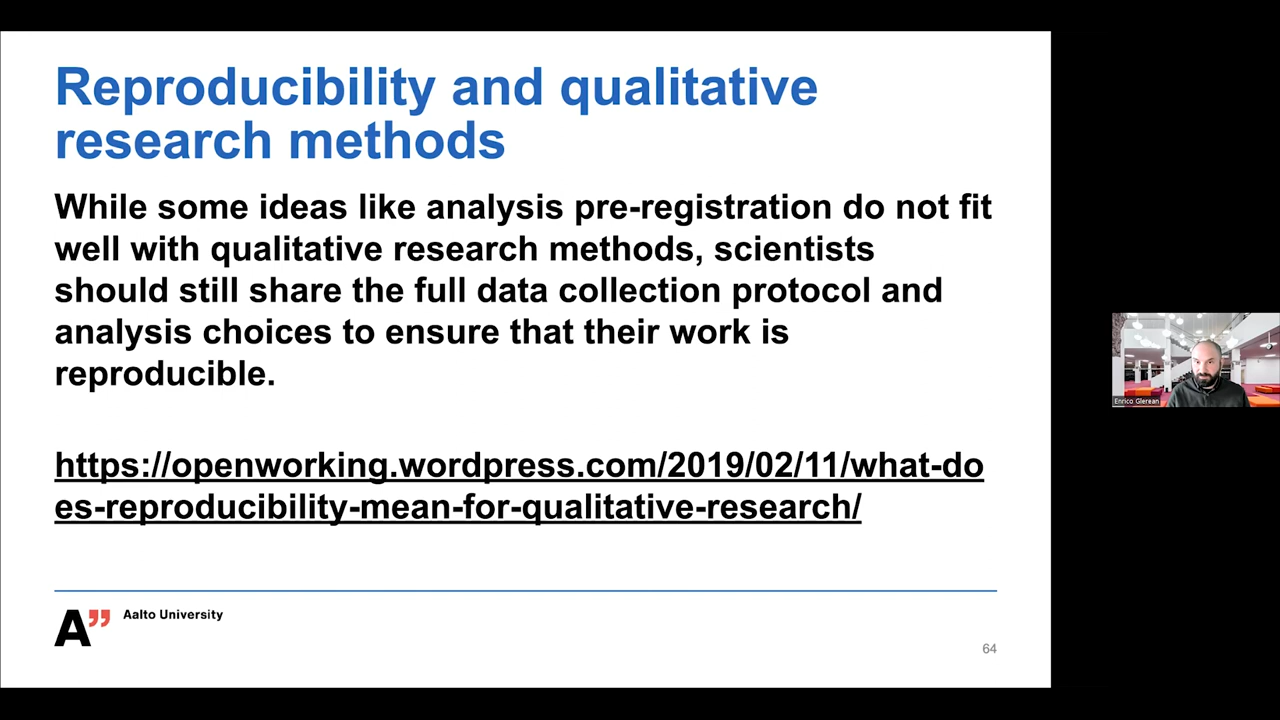 Reproducibility and qualitative
research methods
While some ideas like analysis pre-registration do not fit
well with qualitative research methods, scientists
should still share the full data collection protocol and
analysis choices to ensure that their work is
reproducible.
https://openworking.wordpress.com/2019/02/11/what-do
es-reproducibility-mean-for-qualitative-research/
A”
Aalto University
64
Enrico Glerean